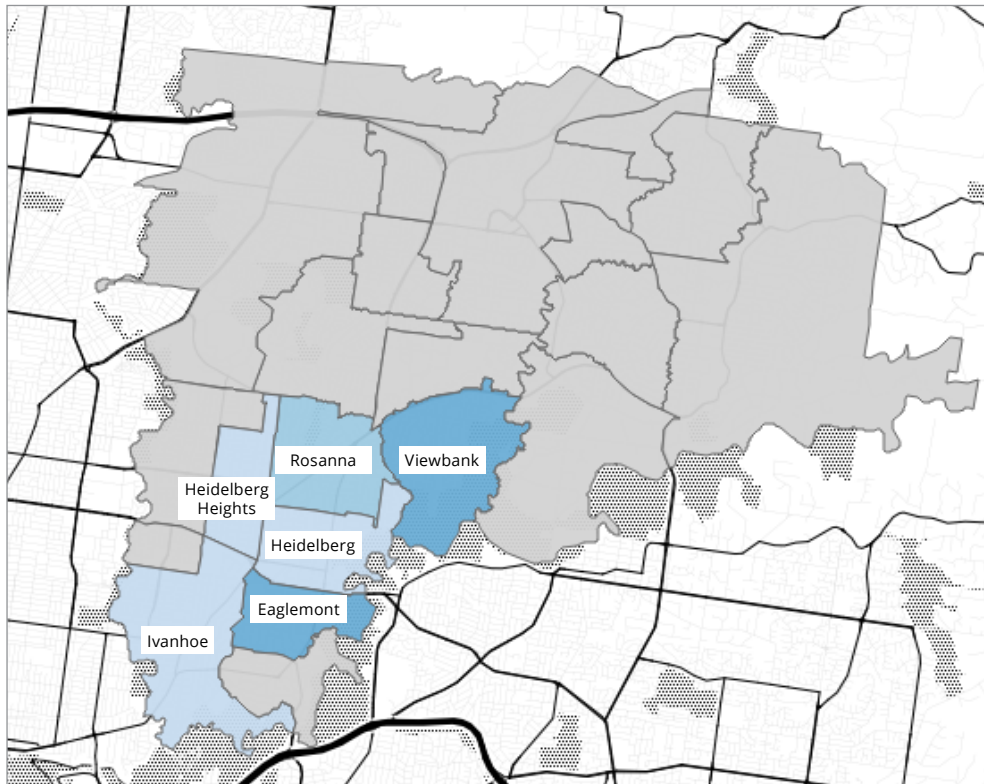 Rosanna
Viewbank
Heidelberg
Heights
Heidelberg
Eaglemont
Ivanhoe